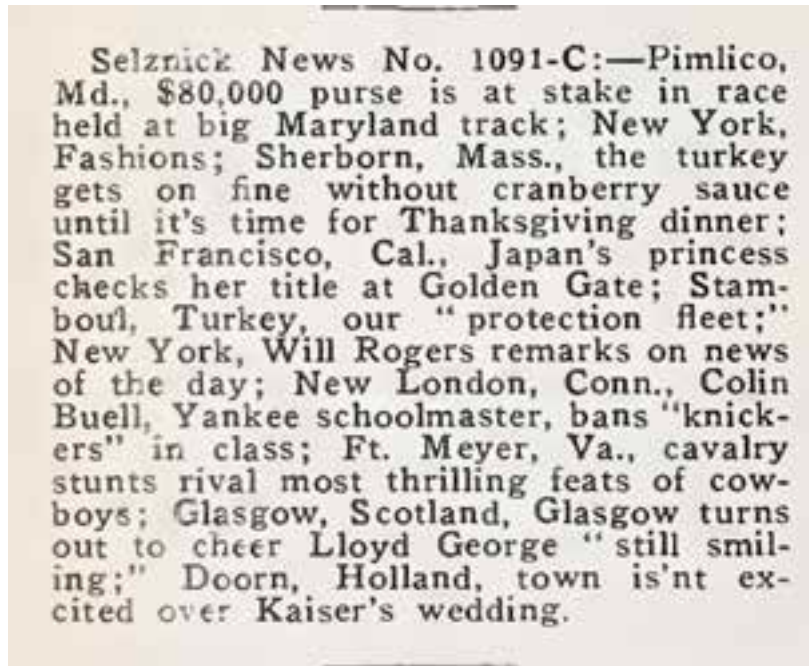 Selznick News No. 1091-C:—Pimlico,
Md., $80,000 purse is at stake in race
held at big Maryland track; New York,
Fashions; Sherborn, Mass., the turkey
gets on fine without cranberry sauce
until it's time for Thanksgiving dinner;
San Francisco, Cal., Japan's princess
checks her title at Golden Gate; Stam-
boul, Turkey, our "protection fleet;"
New York, Will Rogers remarks on news
of the day; New London, Conn., Colin
Buell, Yankee schoolmaster, bans "knick-
ers" in class; Ft. Meyer, Va., cavalry
stunts rival most thrilling feats of cow-
boys; Glasgow, Scotland, Glasgow turns
out to cheer Lloyd George "still smil-
ing;" Doorn, Holland, town is'nt ex-
cited over Kaiser's wedding.